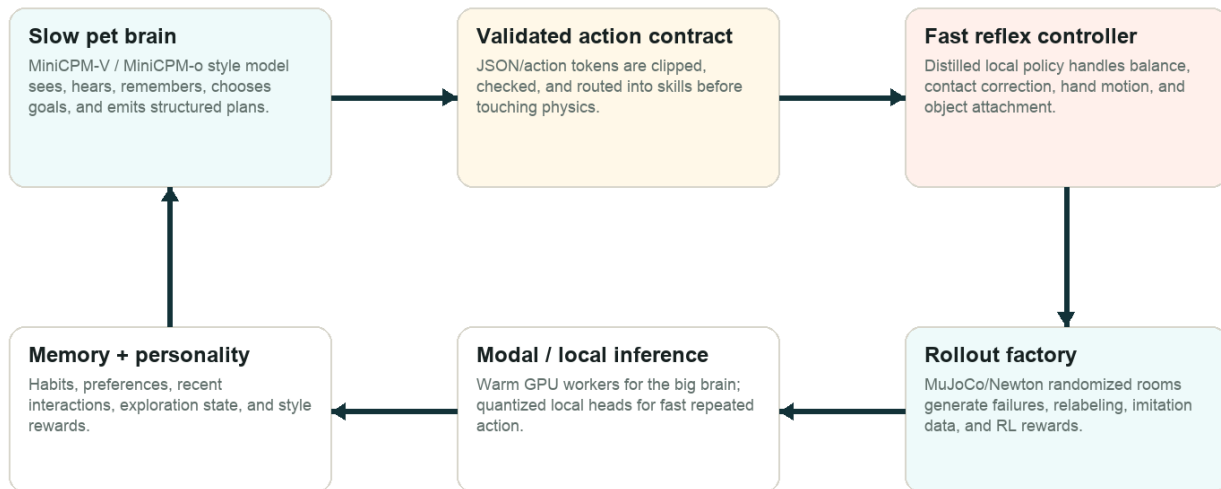 Slow pet brain
MiniCPM-V / MiniCPM-o style model
sees, hears, remembers, chooses
goals, and emits structured plans.
Validated action contract
JSON/action tokens are clipped,
checked, and routed into skills before
touching physics.
Fast reflex controller
Distilled local policy handles balance,
contact correction, hand motion, and
object attachment.
Memory + personality
Habits, preferences, recent
interactions, exploration state, and style
rewards.
Modal / local inference
Warm GPU workers for the big brain;
quantized local heads for fast repeated
action.
Rollout factory
MuJoCo/Newton randomized rooms
generate failures, relabeling, imitation
data, and RL rewards.